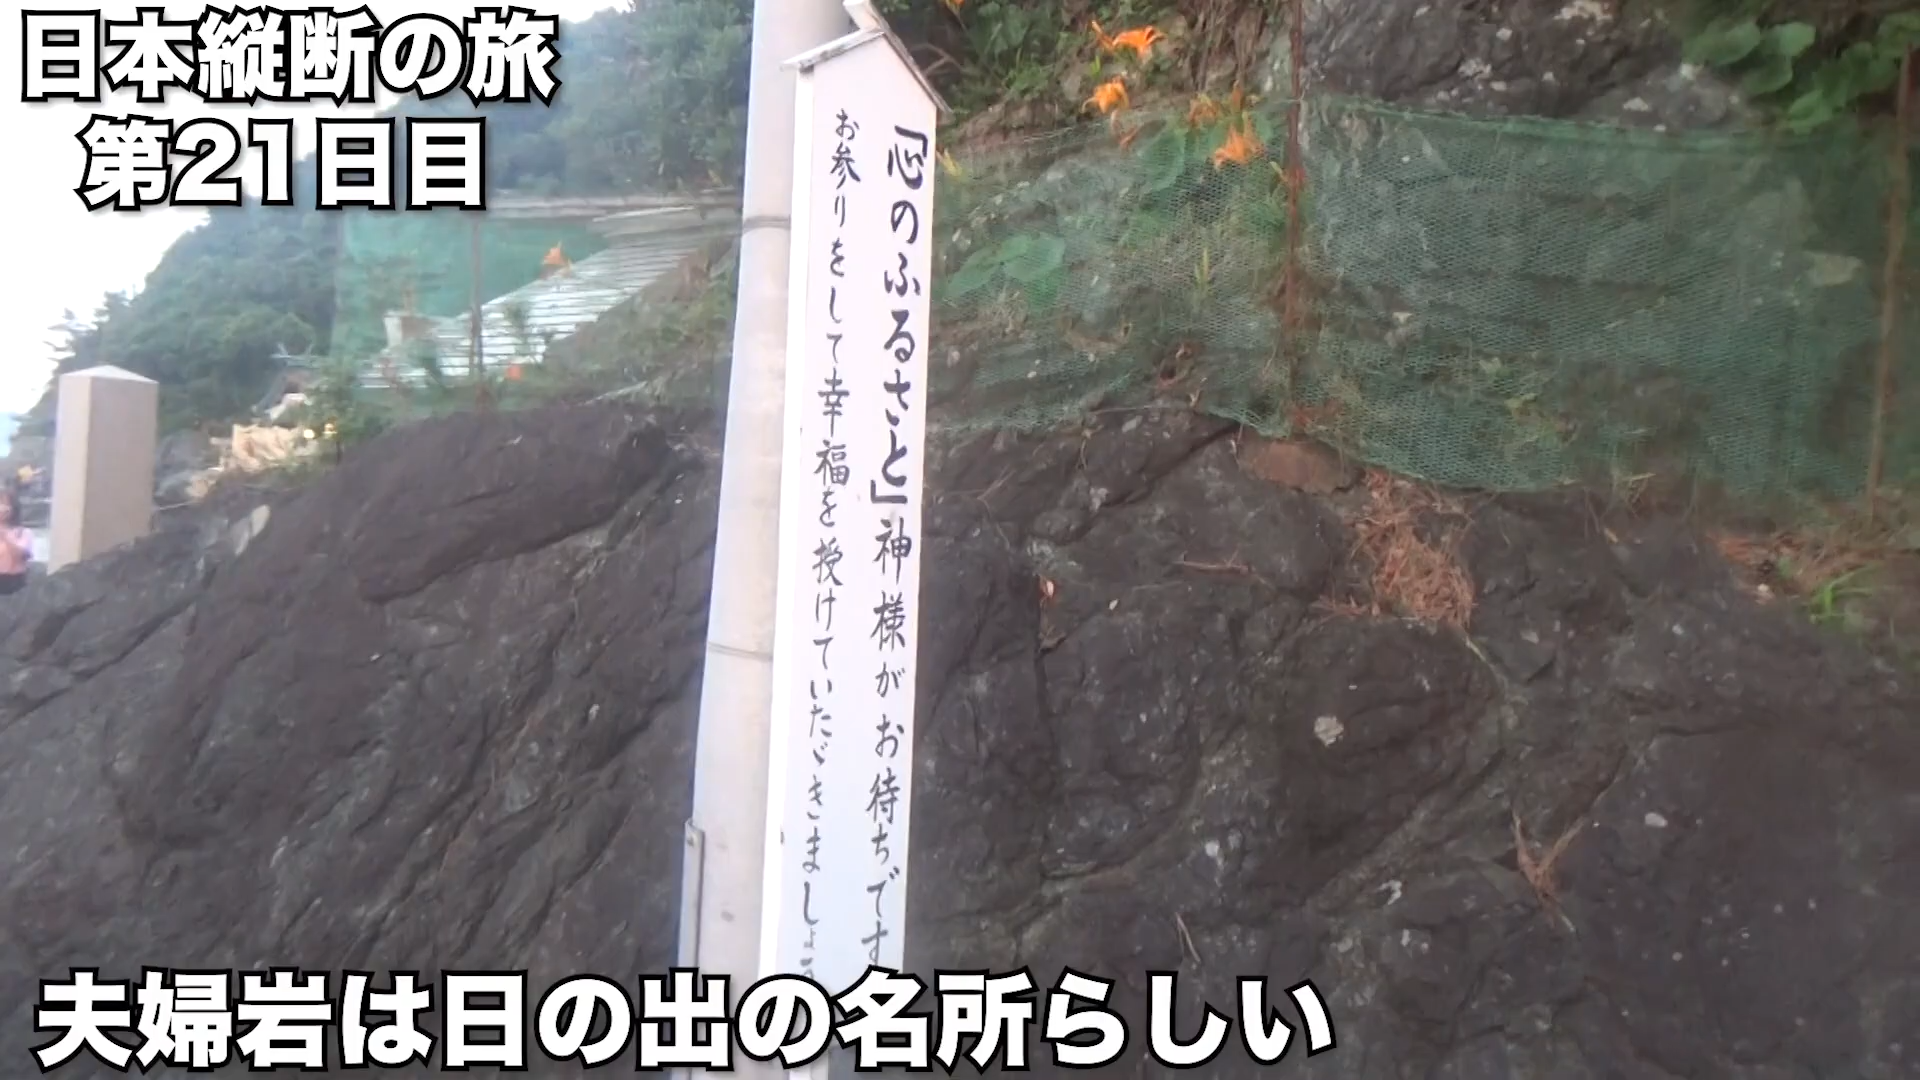 日本縦断の旅
第21日目
「心のふるさと」神様がお待ちです
お参りをして幸福を授けていただきましょう
夫婦岩は日の出の名所らしい